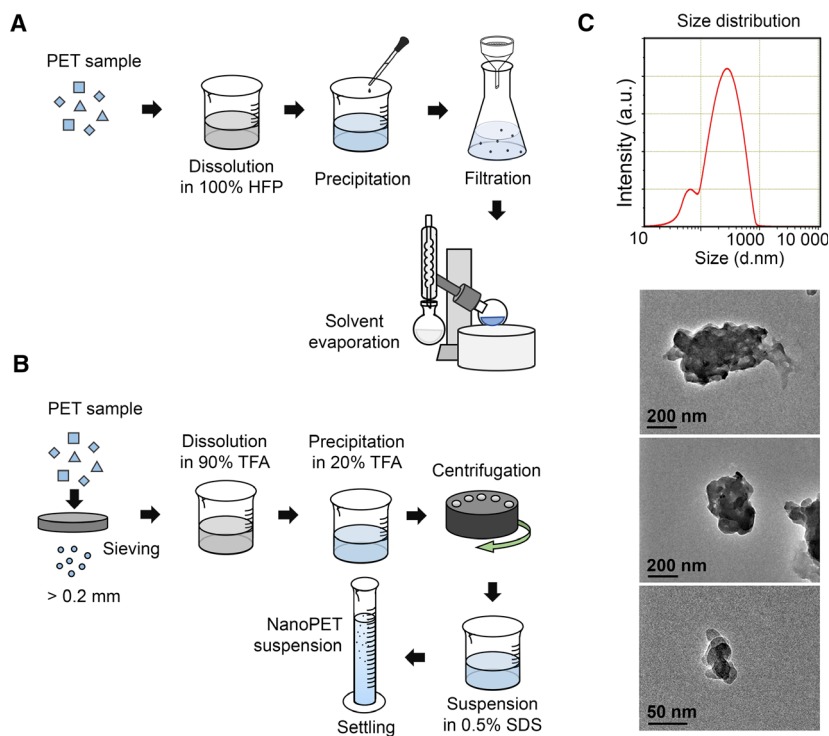 A
PET sample
Dissolution
in 100% HFP
Precipitation
Filtration
Solvent
evaporation
B
PET sample
Sieving
> 0.2 mm
Dissolution
in 90% TFA
Precipitation
in 20% TFA
Centrifugation
Suspension
in 0.5% SDS
NanoPET
suspension
Settling
C
Size distribution
Intensity (a.u.)
10
1000
10 000
Size (d.nm)
200 nm
200 nm
50 nm